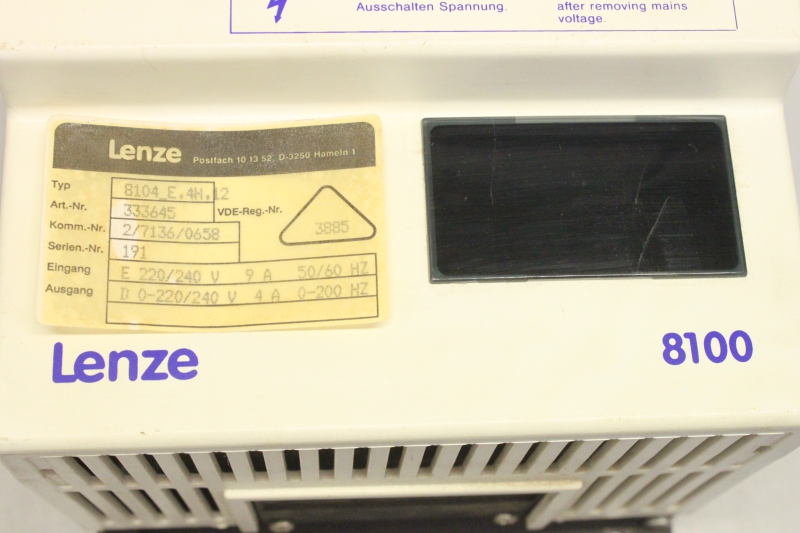 Ausschalten Spannung.
after removing mains
voltage.
Lenze Postfach 10 13 52, D-3250 Hameln 1
Typ 8104_E.4H.12
Art.-Nr. 333645
VDE-Reg.-Nr. 3885
Komm.-Nr. 2/7136/0658
Serien.-Nr. 191
Eingang E 220/240 V 9 A 50/60 HZ
Ausgang D 0-220/240 V 4 A 0-200 HZ
Lenze
8100